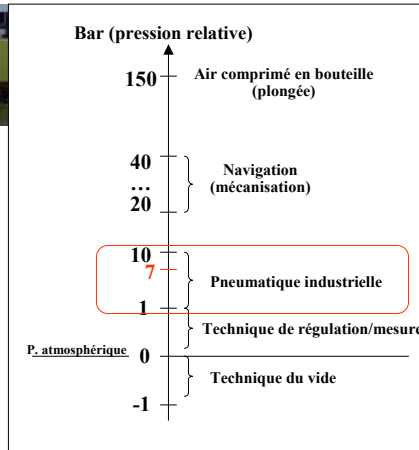 Bar (pression relative)
150
Air comprimé en bouteille
(plongée)
40
...
20
Navigation
(mécanisation)
10
7
Pneumatique industrielle
1
Technique de régulation/mesure
P. atmosphérique
0
Technique du vide
-1